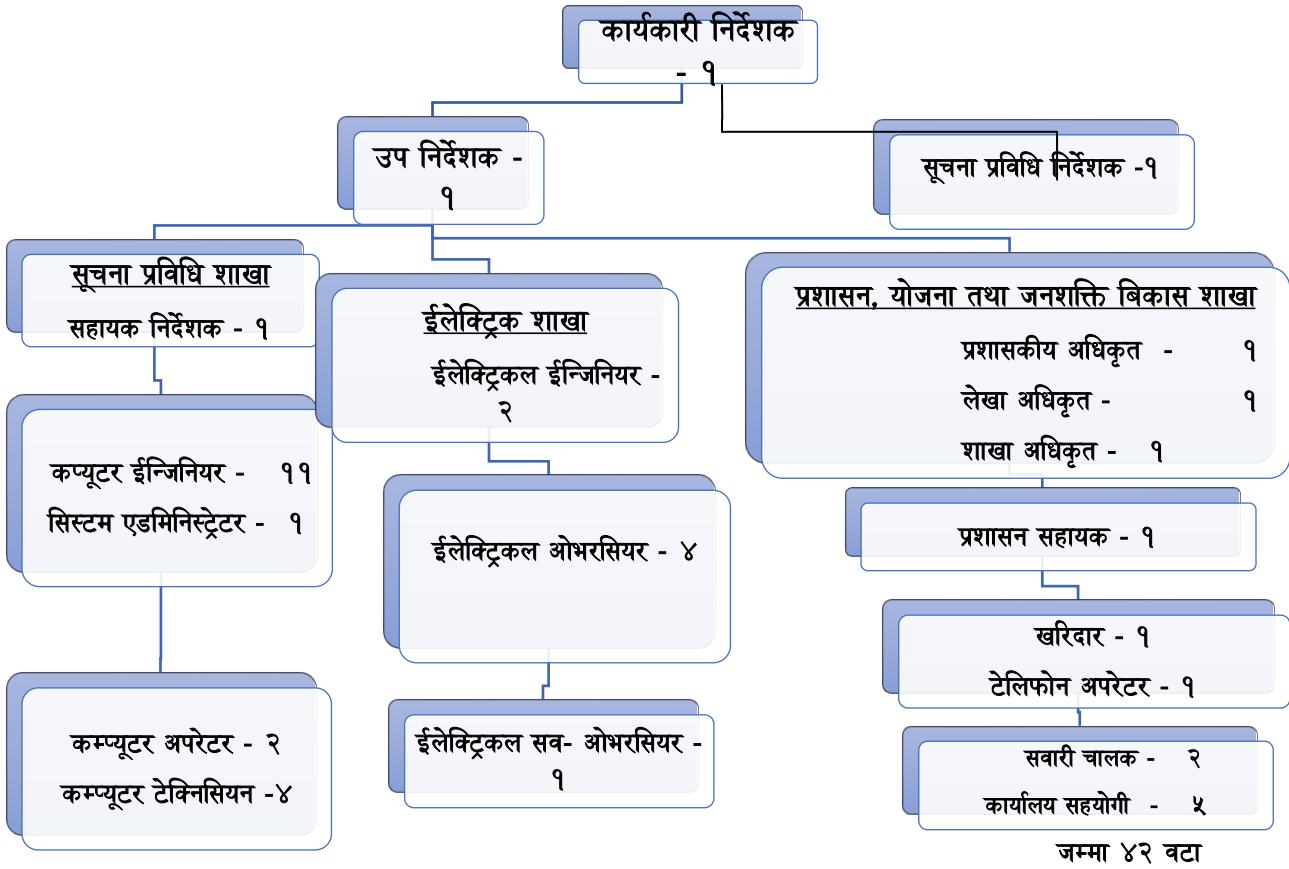 कार्यकारी निर्देशक
- १
उप निर्देशक -
१
सूचना प्रविधि निर्देशक -१
सूचना प्रविधि शाखा
सहायक निर्देशक - १
कप्यूटर ईन्जिनियर - ११
सिस्टम एडमिनिस्ट्रेटर - १
कम्प्यूटर अपरेटर - २
कम्प्यूटर टेक्निसियन -४
ईलेक्ट्रिक शाखा
ईलेक्ट्रिकल ईन्जिनियर -
२
ईलेक्ट्रिकल ओभरसियर - ४
ईलेक्ट्रिकल सव- ओभरसियर -
१
प्रशासन, योजना तथा जनशक्ति बिकास शाखा
प्रशासकीय अधिकृत - १
लेखा अधिकृत - १
शाखा अधिकृत - १
प्रशासन सहायक - १
खरिदार - १
टेलिफोन अपरेटर - १
सवारी चालक - २
कार्यालय सहयोगी - ५
जम्मा ४२ वटा